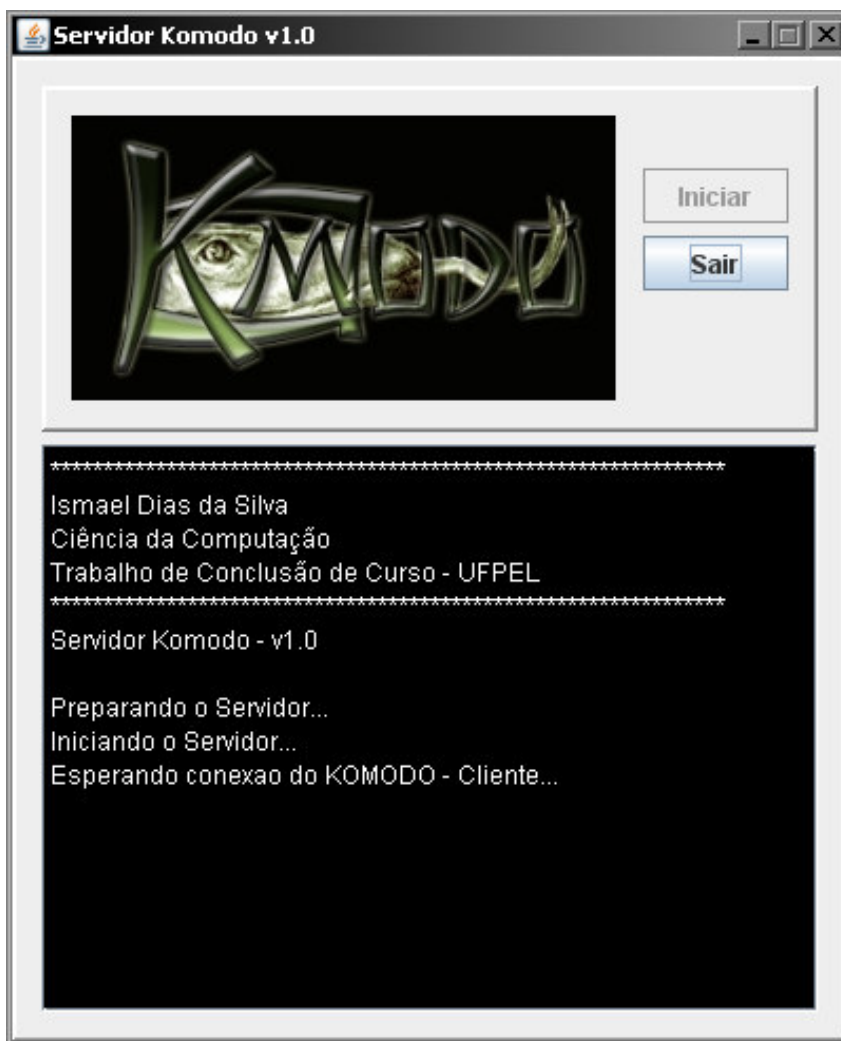 Servidor Komodo v1.0
KOMODO
Iniciar
Sair
***************************************************************
Ismael Dias da Silva
Ciência da Computação
Trabalho de Conclusão de Curso - UFPEL
***************************************************************
Servidor Komodo - v1.0
Preparando o Servidor...
Iniciando o Servidor...
Esperando conexao do KOMODO - Cliente...